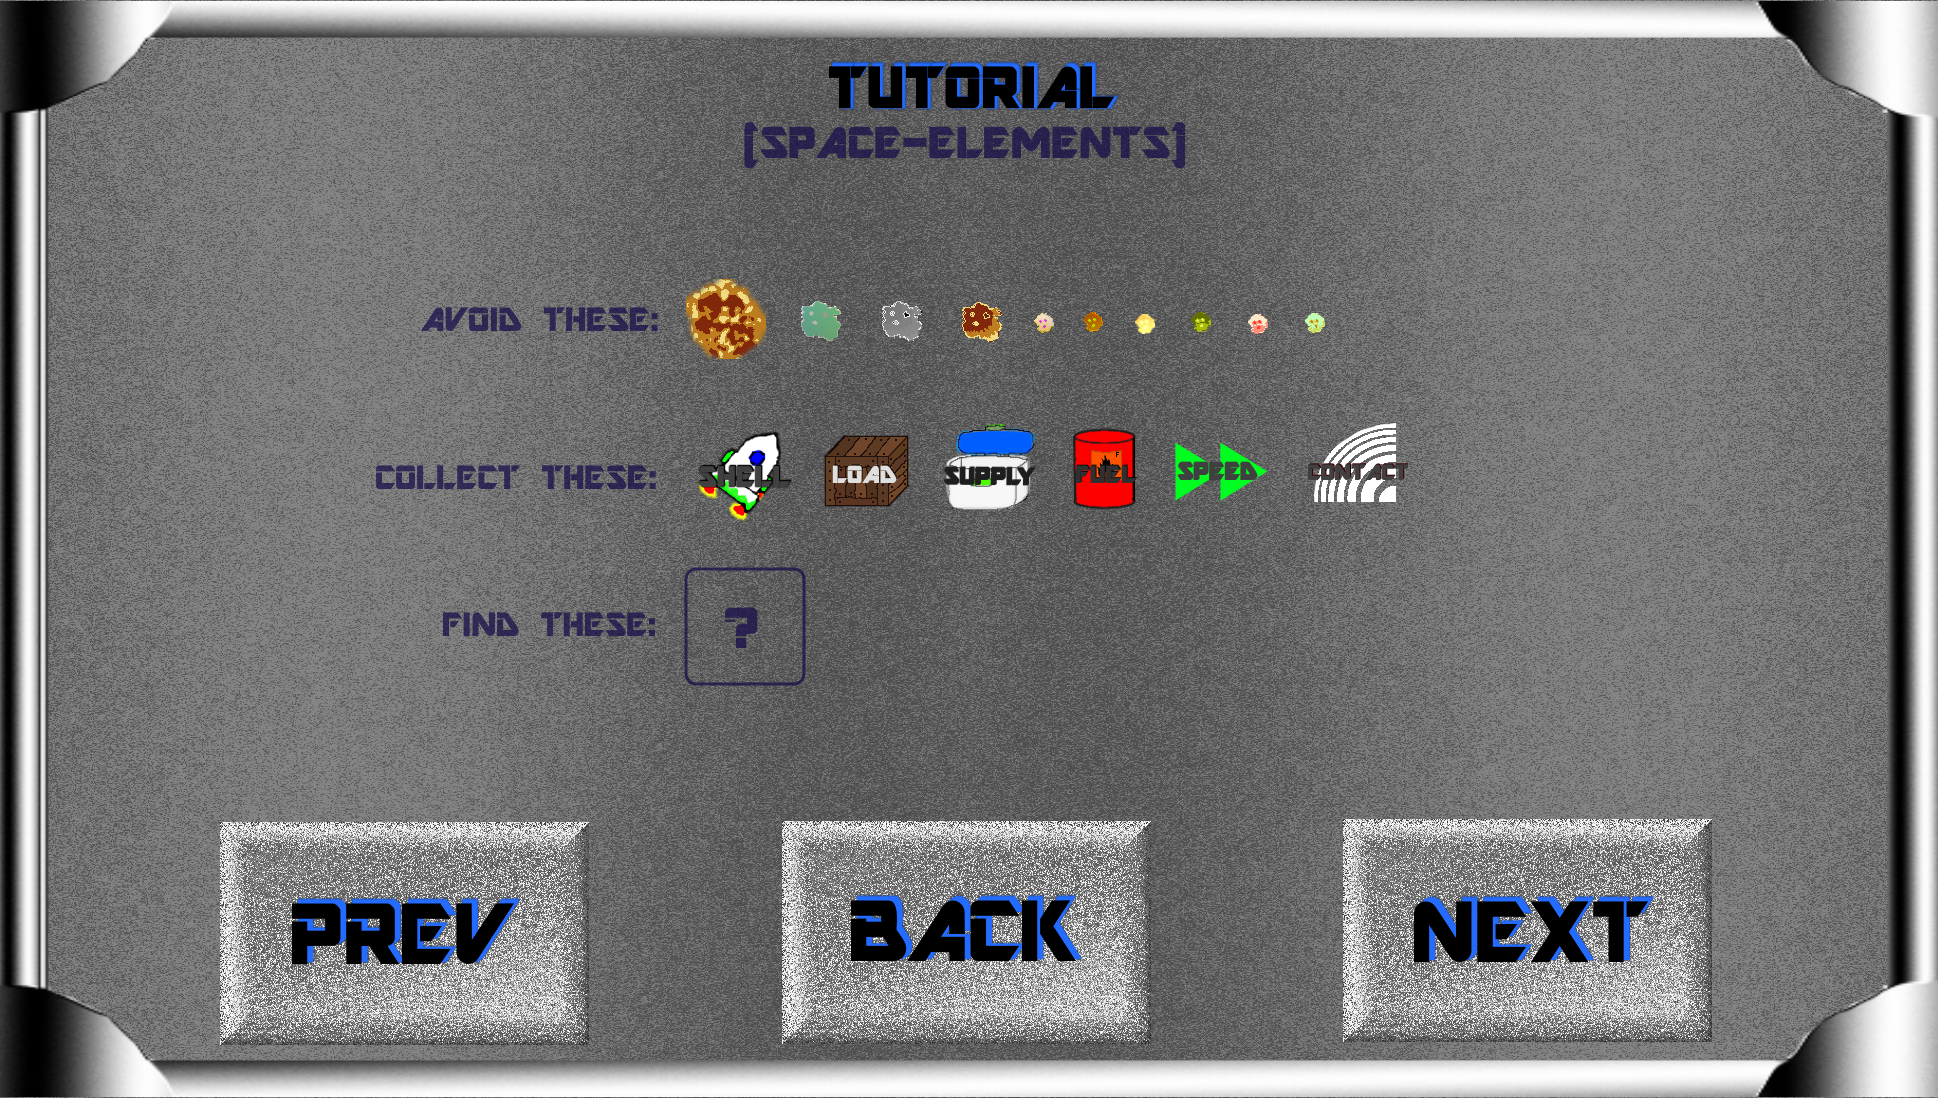 TUTORIAL
[SPACE-ELEMENTS]
AVOID THESE:
COLLECT THESE: SHELL LOAD SUPPLY FUEL F SPEED CONTACT
FIND THESE: ?
PREV BACK NEXT